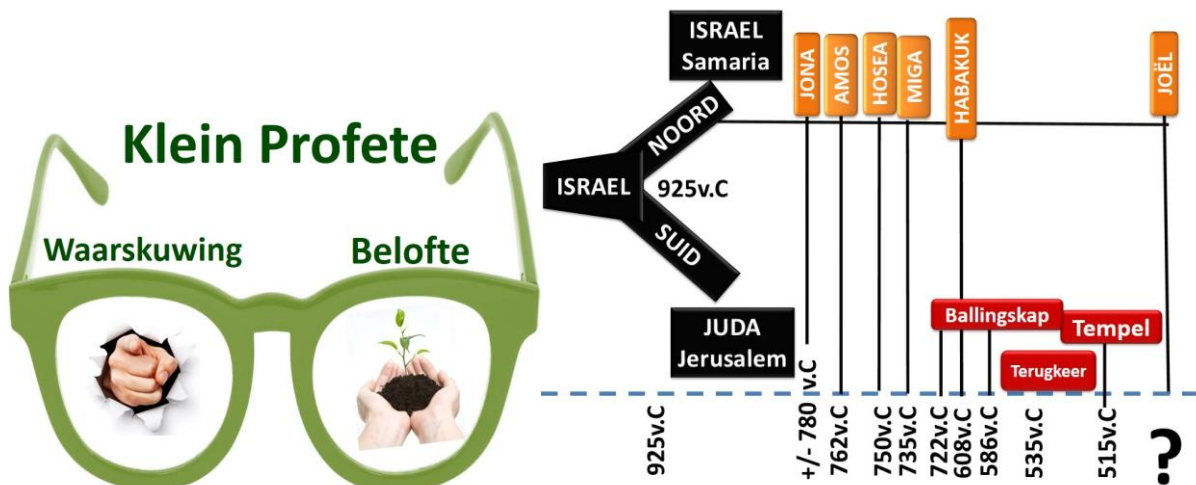 Klein Profete
Waarskuwing
Belofte
ISRAEL
Samaria
NOORD
ISRAEL
925v.C
SUID
JUDA
Jerusalem
JONA
AMOS
HOSEA
MIGA
HABAKUK
JOËL
Ballingskap
Tempel
Terugkeer
925v.C
+/- 780 v.C
762v.C
750v.C
735v.C
722v.C
608v.C
586v.C
535v.C
515v.C
?